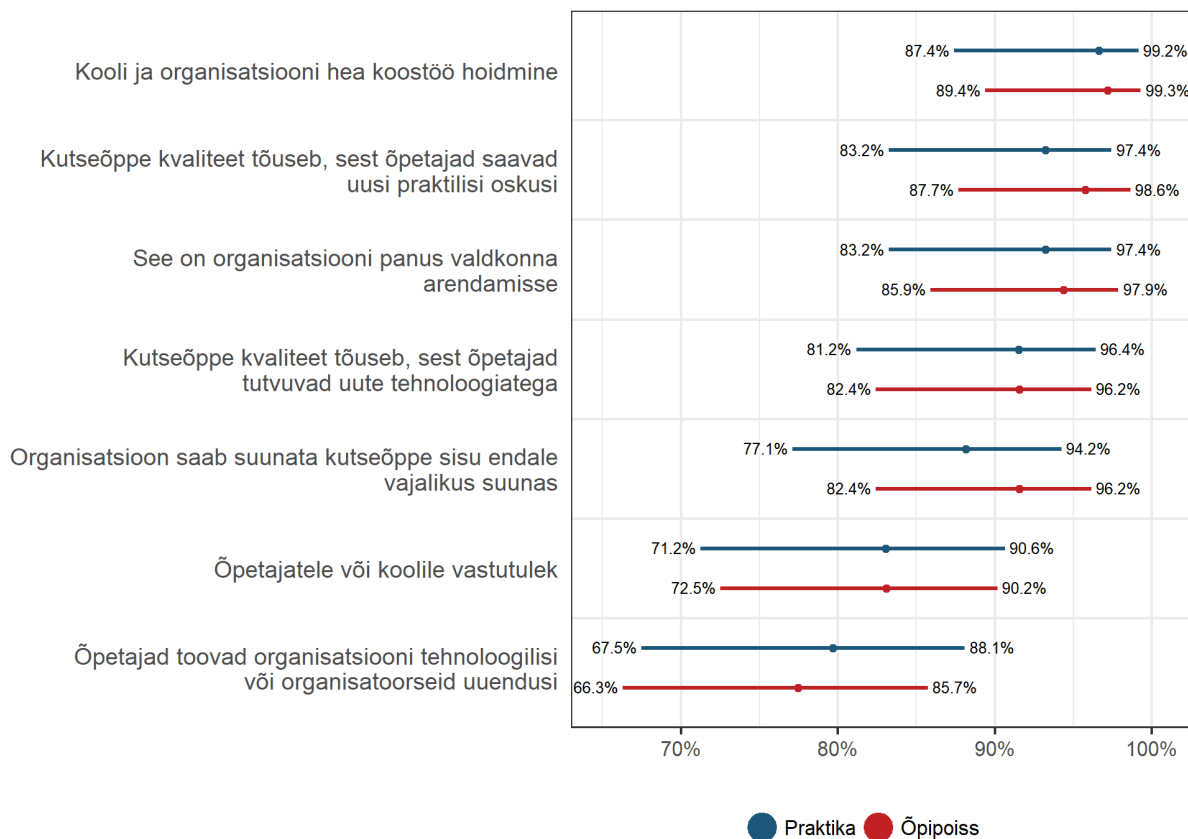 87.4% 99.2%
Kooli ja organisatsiooni hea koostöö hoidmine
89.4% 99.3%
Kutseõppe kvaliteet tõuseb, sest õpetajad saavad
uusi praktilisi oskusi
83.2% 97.4%
87.7% 98.6%
See on organisatsiooni panus valdkonna
arendamisse
83.2% 97.4%
85.9% 97.9%
Kutseõppe kvaliteet tõuseb, sest õpetajad
tutvuvad uute tehnoloogiatega
81.2% 96.4%
82.4% 96.2%
Organisatsioon saab suunata kutseõppe sisu endale
vajalikus suunas
77.1% 94.2%
82.4% 96.2%
Õpetajatele või koolile vastutulek
71.2% 90.6%
72.5% 90.2%
Õpetajad toovad organisatsiooni tehnoloogilisi
või organisatoorseid uuendusi
67.5% 88.1%
66.3% 85.7%
70% 80% 90% 100%
Praktika Õpipoiss